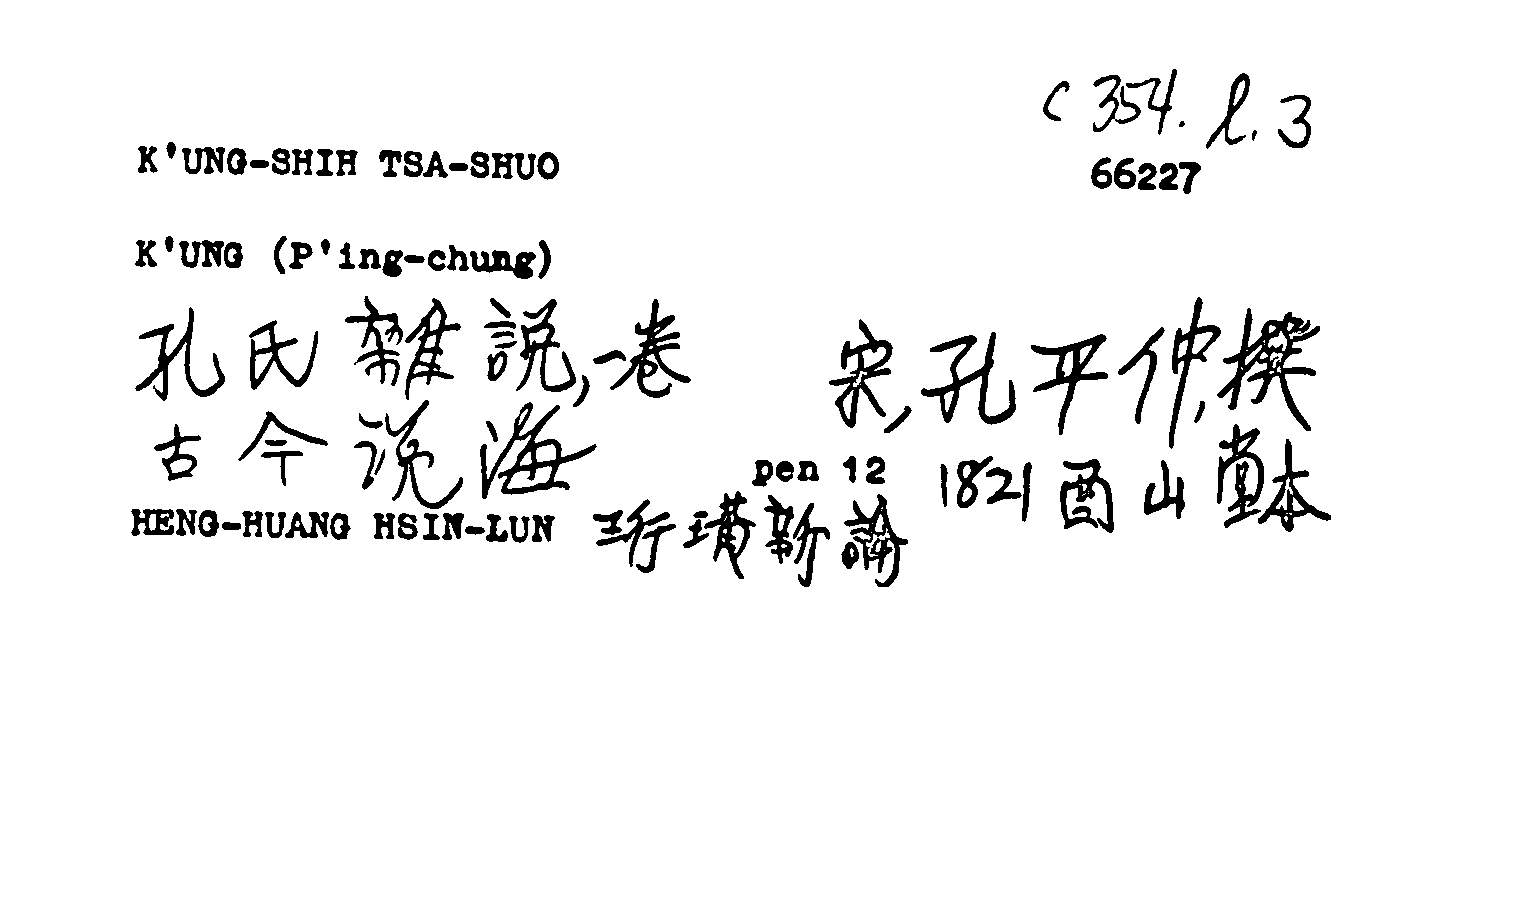 C 354. l. 3
K'UNG-SHIH TSA-SHUO 66227
K'UNG (P'ing-chung)
孔氏雜說,一卷 宋,孔平仲,撰
古今说海 pen 12 1821 酉山堂本
HENG-HUANG HSIN-LUN 珩璜新論